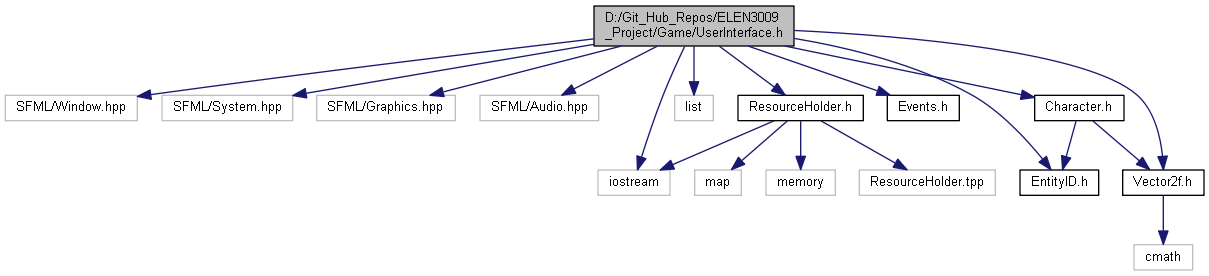 D:/Git_Hub_Repos/ELEN3009
_Project/Game/UserInterface.h
SFML/Window.hpp
SFML/System.hpp
SFML/Graphics.hpp
SFML/Audio.hpp
list
ResourceHolder.h
Events.h
Character.h
iostream
map
memory
ResourceHolder.tpp
EntityID.h
Vector2f.h
cmath